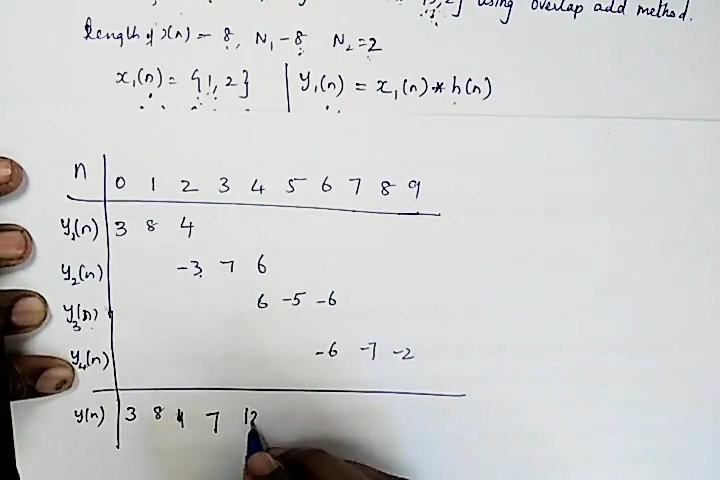 3, 2} using overlap add method.
Length of x(n) - 8, N₁ - 8 N₂ = 2
x₁(n) = {1, 2} | y₁(n) = x₁(n) * h(n)
n 0 1 2 3 4 5 6 7 8 9
y₁(n) 3 8 4
y₂(n) -3 7 6
y₃(n) 6 -5 -6
y₄(n) -6 -7 -2
y(n) 3 8 7 12